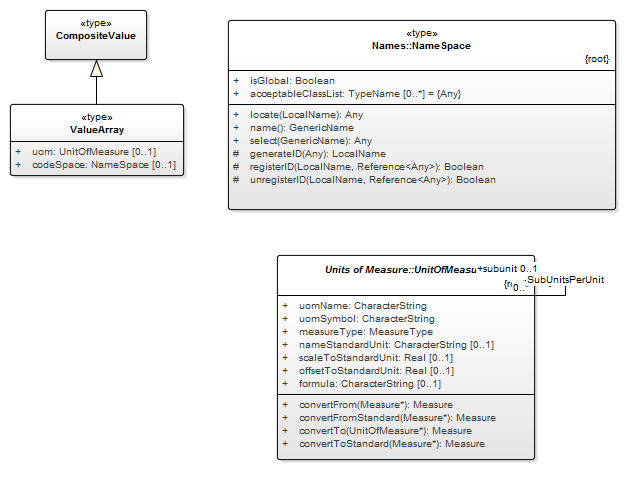 «type»
CompositeValue
«type»
ValueArray
+ uom: UnitOfMeasure [0..1]
+ codeSpace: NameSpace [0..1]
«type»
Names::NameSpace
{root}
+ isGlobal: Boolean
+ acceptableClassList: TypeName [0..*] = {Any}
+ locate(LocalName): Any
+ name(): GenericName
+ select(GenericName): Any
# generateID(Any): LocalName
# registerID(LocalName, Reference<Any>): Boolean
# unregisterID(LocalName, Reference<Any>): Boolean
Units of Measure::UnitOfMeasu
+subunit 0..1
SubUnitsPerUnit
0..
+ uomName: CharacterString
+ uomSymbol: CharacterString
+ measureType: MeasureType
+ nameStandardUnit: CharacterString [0..1]
+ scaleToStandardUnit: Real [0..1]
+ offsetToStandardUnit: Real [0..1]
+ formula: CharacterString [0..1]
+ convertFrom(Measure*): Measure
+ convertFromStandard(Measure*): Measure
+ convertTo(UnitOfMeasure*): Measure
+ convertToStandard(Measure*): Measure